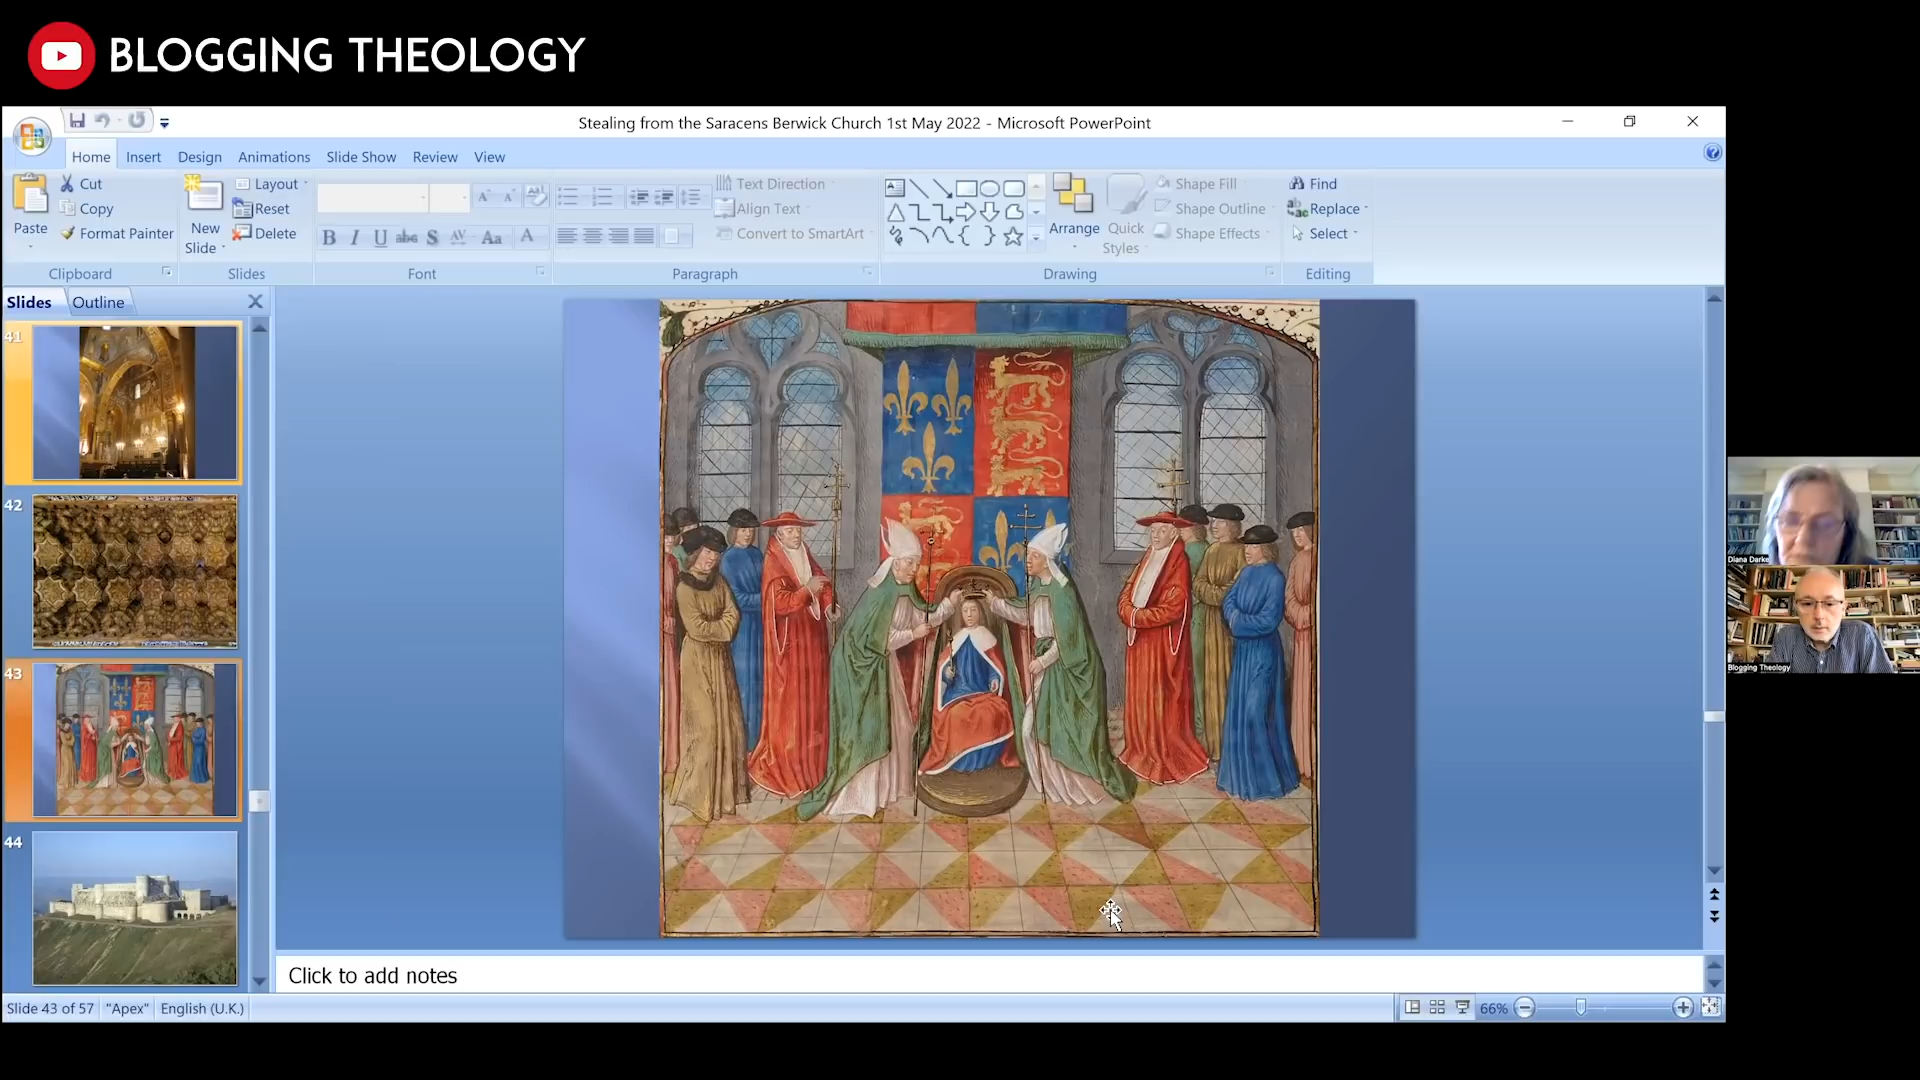 BLOGGING THEOLOGY
Stealing from the Saracens Berwick Church 1st May 2022 - Microsoft PowerPoint
Home Insert Design Animations Slide Show Review View
Paste
Cut
Copy
Format Painter
Clipboard
New Slide
Layout
Reset
Delete
Slides
B I U abc S AV Aa A
Font
Text Direction
Align Text
Convert to SmartArt
Paragraph
Arrange
Quick Styles
Shape Fill
Shape Outline
Shape Effects
Drawing
Find
Replace
Select
Editing
Slides Outline
41
42
43
44
Diana Darke
Blogging Theology
Click to add notes
Slide 43 of 57 "Apex" English (U.K.) 66%